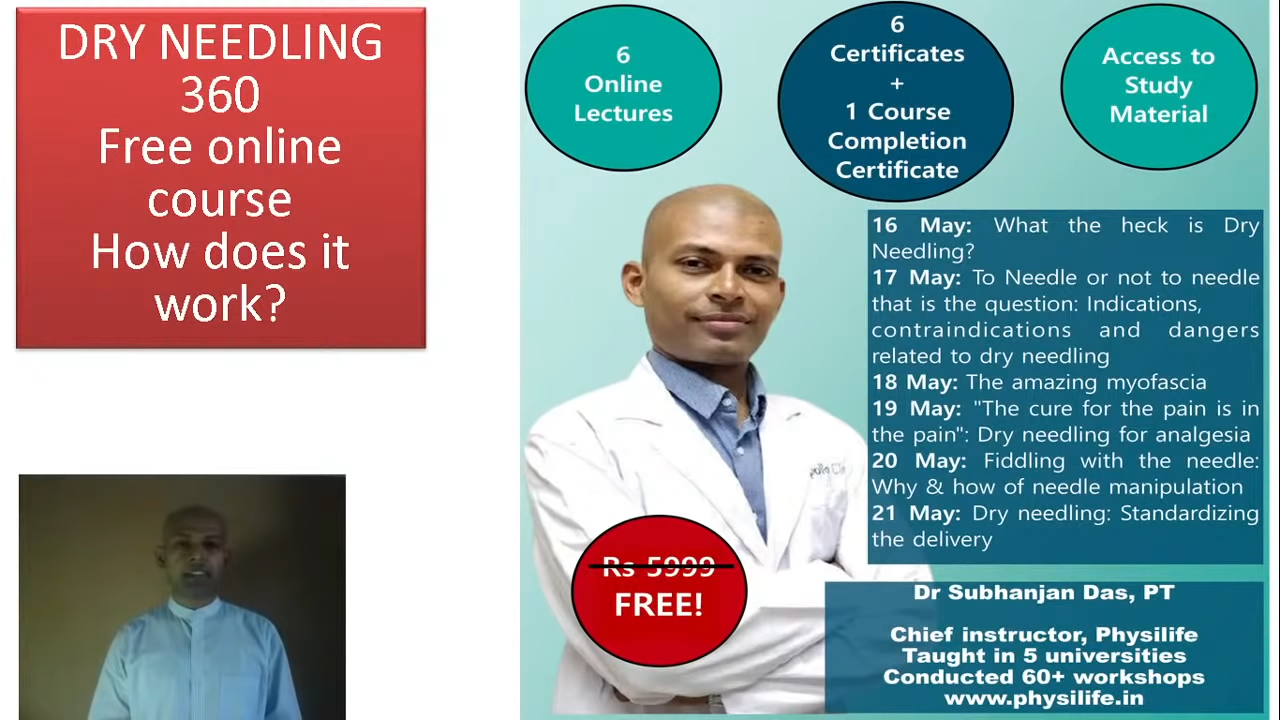 DRY NEEDLING
360
Free online
course
How does it
work?
6
Online
Lectures
6
Certificates
+
1 Course
Completion
Certificate
Access to
Study
Material
16 May: What the heck is Dry
Needling?
17 May: To Needle or not to needle
that is the question: Indications,
contraindications and dangers
related to dry needling
18 May: The amazing myofascia
19 May: "The cure for the pain is in
the pain": Dry needling for analgesia
20 May: Fiddling with the needle:
Why & how of needle manipulation
21 May: Dry needling: Standardizing
the delivery
Rs 5999
FREE!
Dr Subhanjan Das, PT
Chief instructor, Physilife
Taught in 5 universities
Conducted 60+ workshops
www.physilife.in